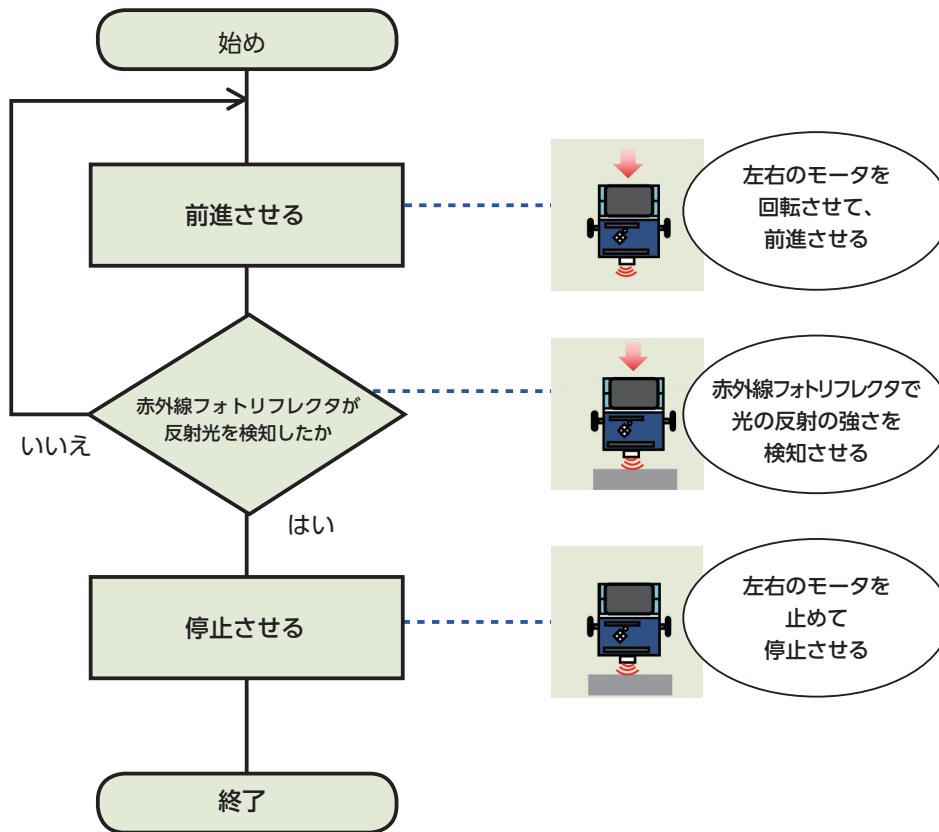 始め
前進させる
左右のモータを
回転させて、
前進させる
赤外線フォトリフレクタが
反射光を検知したか
いいえ
はい
赤外線フォトリフレクタで
光の反射の強さを
検知させる
停止させる
左右のモータを
止めて
停止させる
終了